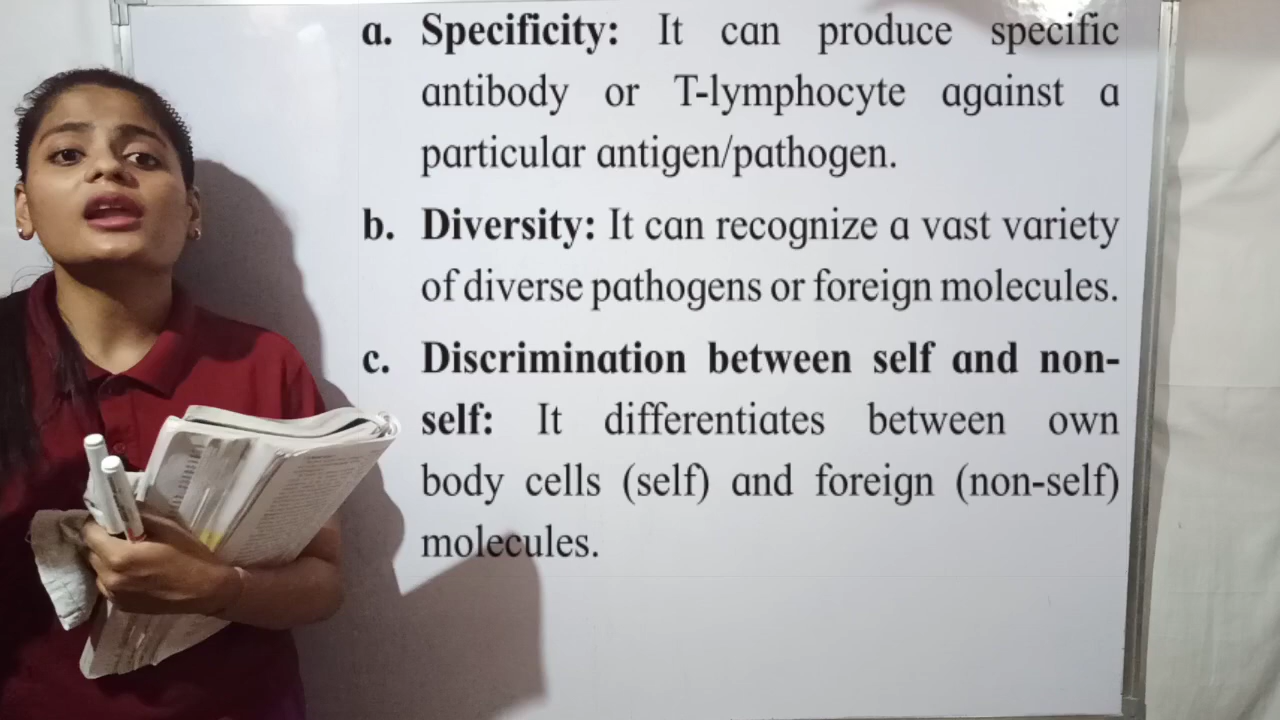 a. Specificity: It can produce specific
antibody or T-lymphocyte against a
particular antigen/pathogen.
b. Diversity: It can recognize a vast variety
of diverse pathogens or foreign molecules.
c. Discrimination between self and non-
self: It differentiates between own
body cells (self) and foreign (non-self)
molecules.